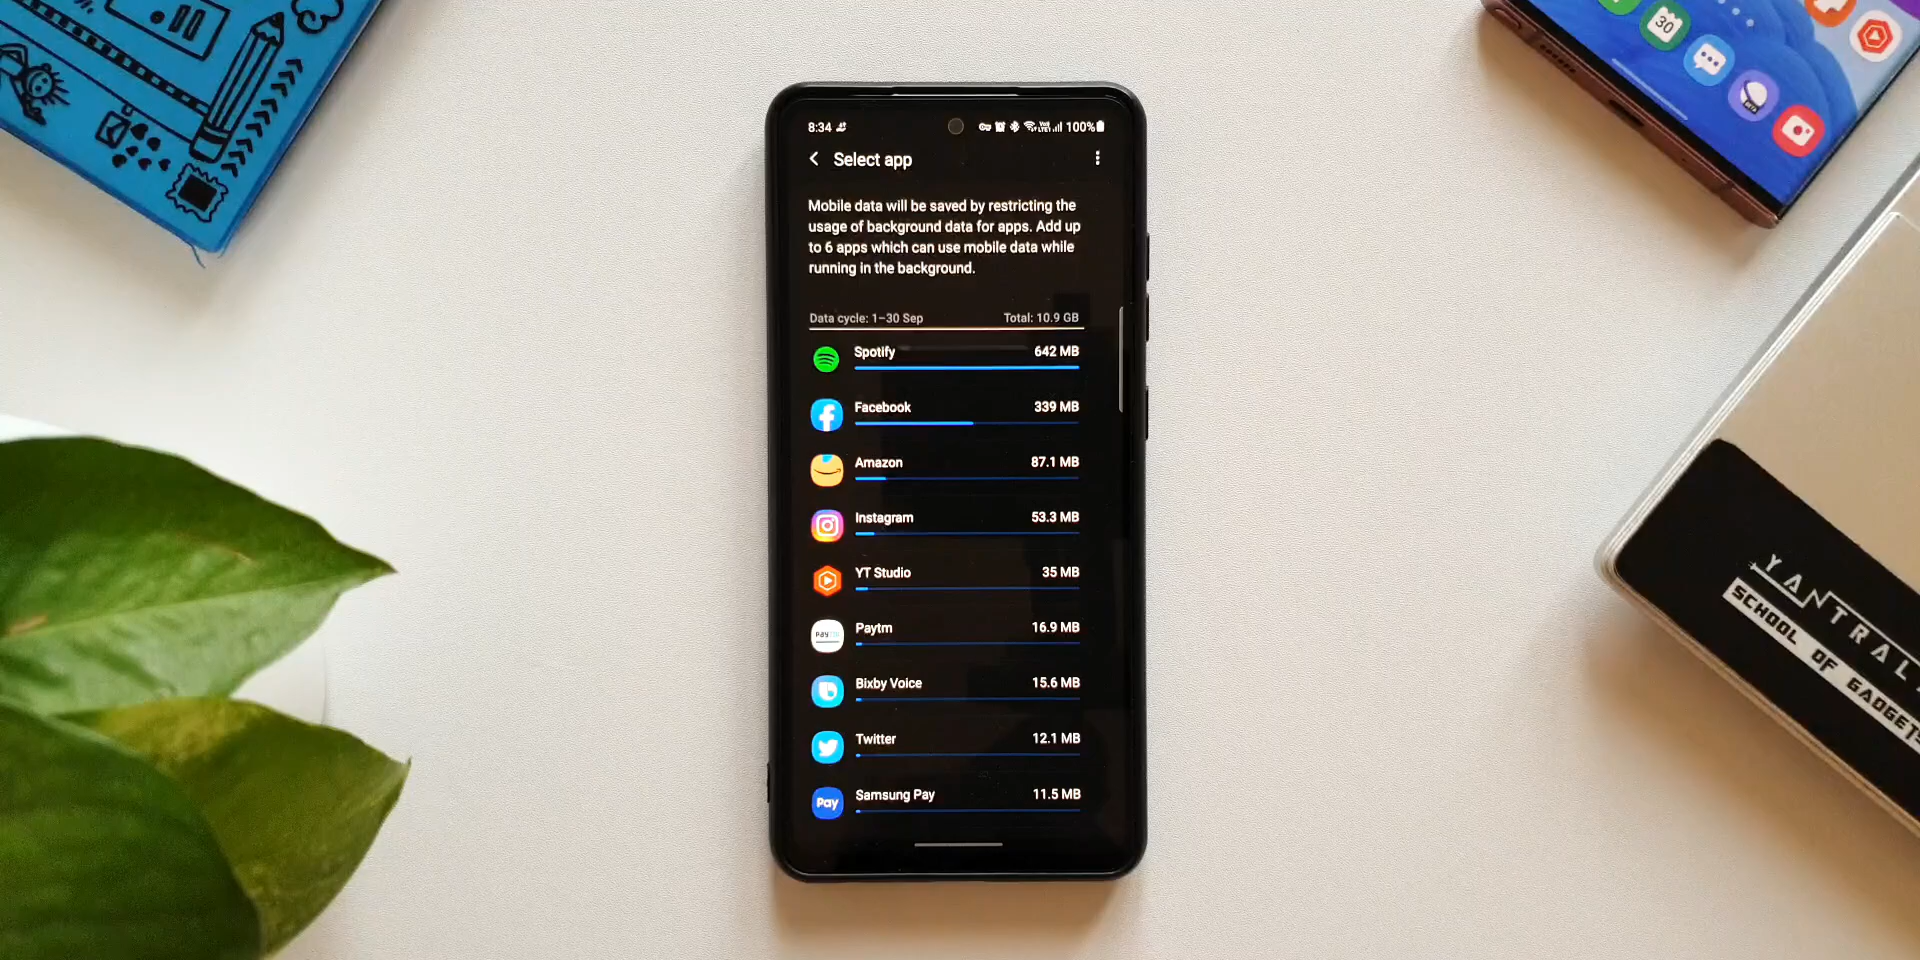 8:34
100%
Select app
Mobile data will be saved by restricting the
usage of background data for apps. Add up
to 6 apps which can use mobile data while
running in the background.
Data cycle: 1–30 Sep
Total: 10.9 GB
Spotify
642 MB
Facebook
339 MB
Amazon
87.1 MB
Instagram
53.3 MB
YT Studio
35 MB
Paytm
16.9 MB
Bixby Voice
15.6 MB
Twitter
12.1 MB
Pay
Samsung Pay
11.5 MB
30
YANTRAL
SCHOOL OF GADGETS